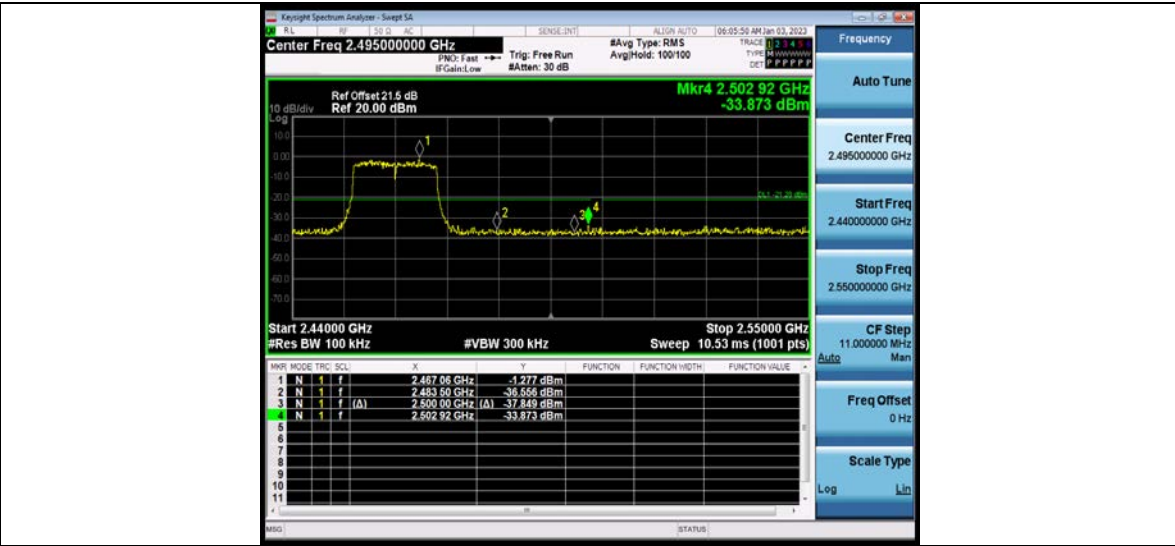 Keysight Spectrum Analyzer - Swept SA
RL RF 50 Ω AC SENSE:INT ALIGN AUTO 06:05:50 AM Jan 03, 2023
Center Freq 2.495000000 GHz #Avg Type: RMS TRACE 1 2 3 4 5 6
PNO: Fast Trig: Free Run Avg|Hold: 100/100 TYPE M W W W W W
IFGain:Low #Atten: 30 dB DET P P P P P P
Frequency
Auto Tune
Center Freq
2.495000000 GHz
Start Freq
2.440000000 GHz
Stop Freq
2.550000000 GHz
CF Step
11.000000 MHz
Auto Man
Freq Offset
0 Hz
Scale Type
Log Lin
Mkr4 2.502 92 GHz
-33.873 dBm
Ref Offset 21.5 dB
10 dB/div Ref 20.00 dBm
Log
10.0
0.00
-10.0
-20.0
-30.0
-40.0
-50.0
-60.0
-70.0
1
2
3
4
Start 2.44000 GHz Stop 2.55000 GHz
#Res BW 100 kHz #VBW 300 kHz Sweep 10.53 ms (1001 pts)
MKR MODE TRC SCL X Y FUNCTION FUNCTION WIDTH FUNCTION VALUE
1 N 1 f 2.467 06 GHz -1.277 dBm
2 N 1 f 2.483 50 GHz -36.556 dBm
3 N 1 f (Δ) 2.500 00 GHz (Δ) -37.849 dBm
4 N 1 f 2.502 92 GHz -33.873 dBm
5
6
7
8
9
10
11
MSG STATUS